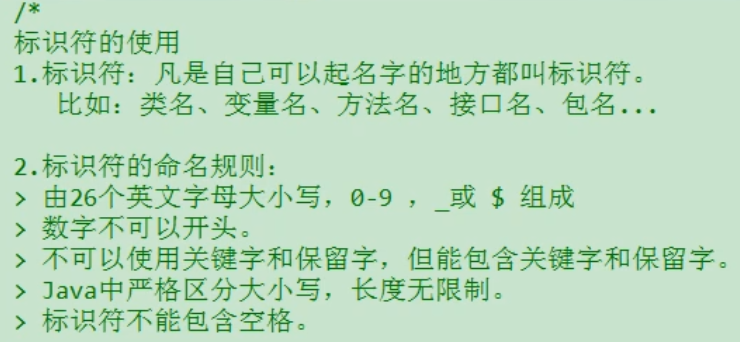 /*
标识符的使用
1.标识符：凡是自己可以起名字的地方都叫标识符。
比如：类名、变量名、方法名、接口名、包名...
2.标识符的命名规则：
> 由26个英文字母大小写，0-9 ，_或 $ 组成
> 数字不可以开头。
> 不可以使用关键字和保留字，但能包含关键字和保留字。
> Java中严格区分大小写，长度无限制。
> 标识符不能包含空格。